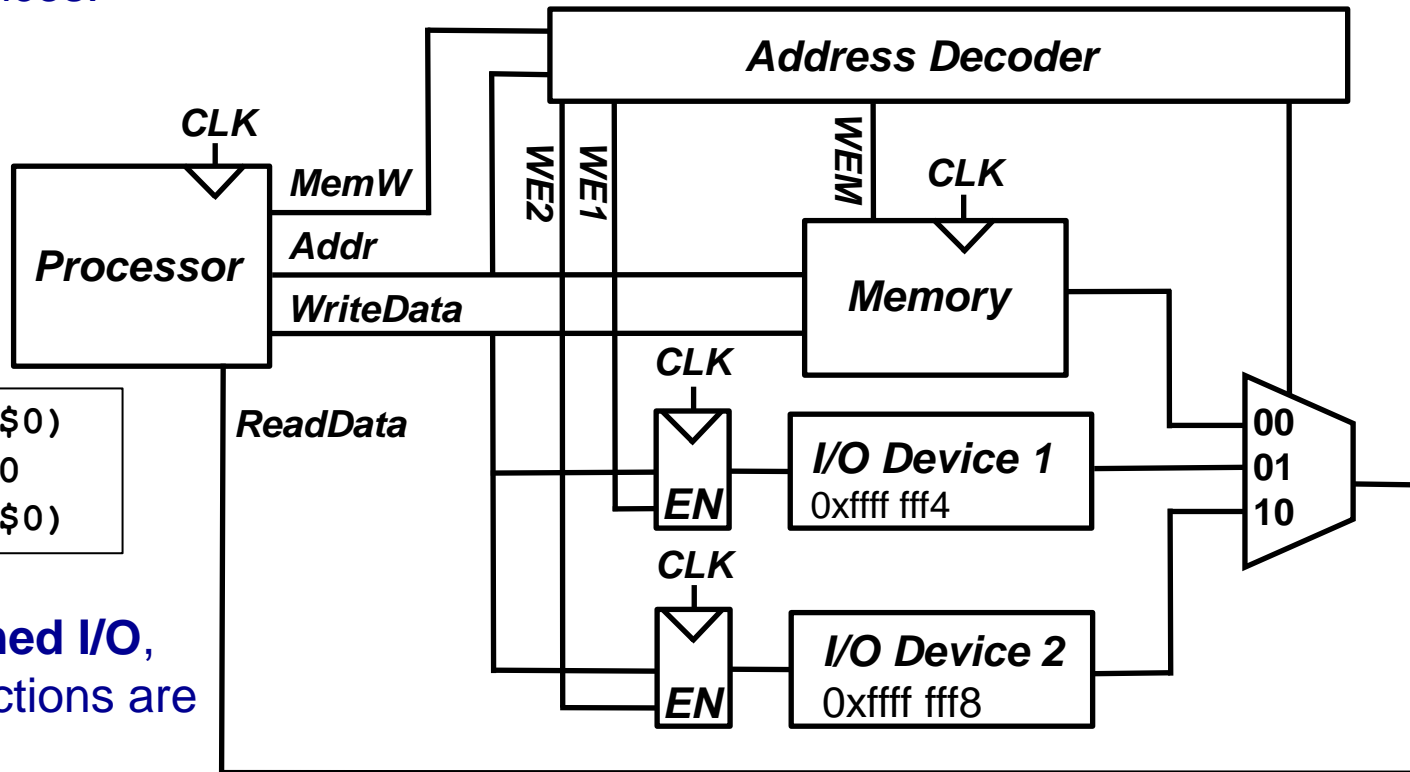 Address Decoder
CLK
MemW
WE2
WE1
WEM
CLK
Processor
Addr
Memory
WriteData
CLK
$0)
0
$0)
ReadData
I/O Device 1
0xffff fff4
EN
00
01
10
CLK
ned I/O,
ctions are
I/O Device 2
0xffff fff8
EN